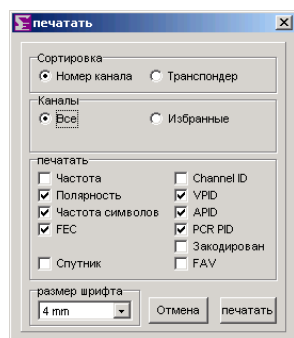 печатать
Сортировка
Номер канала Транспондер
Каналы
Все Избранные
печатать
Частота Channel ID
Полярность VPID
Частота символов APID
FEC PCR PID
Закодирован
Спутник FAV
размер шрифта
4 mm Отмена печатать